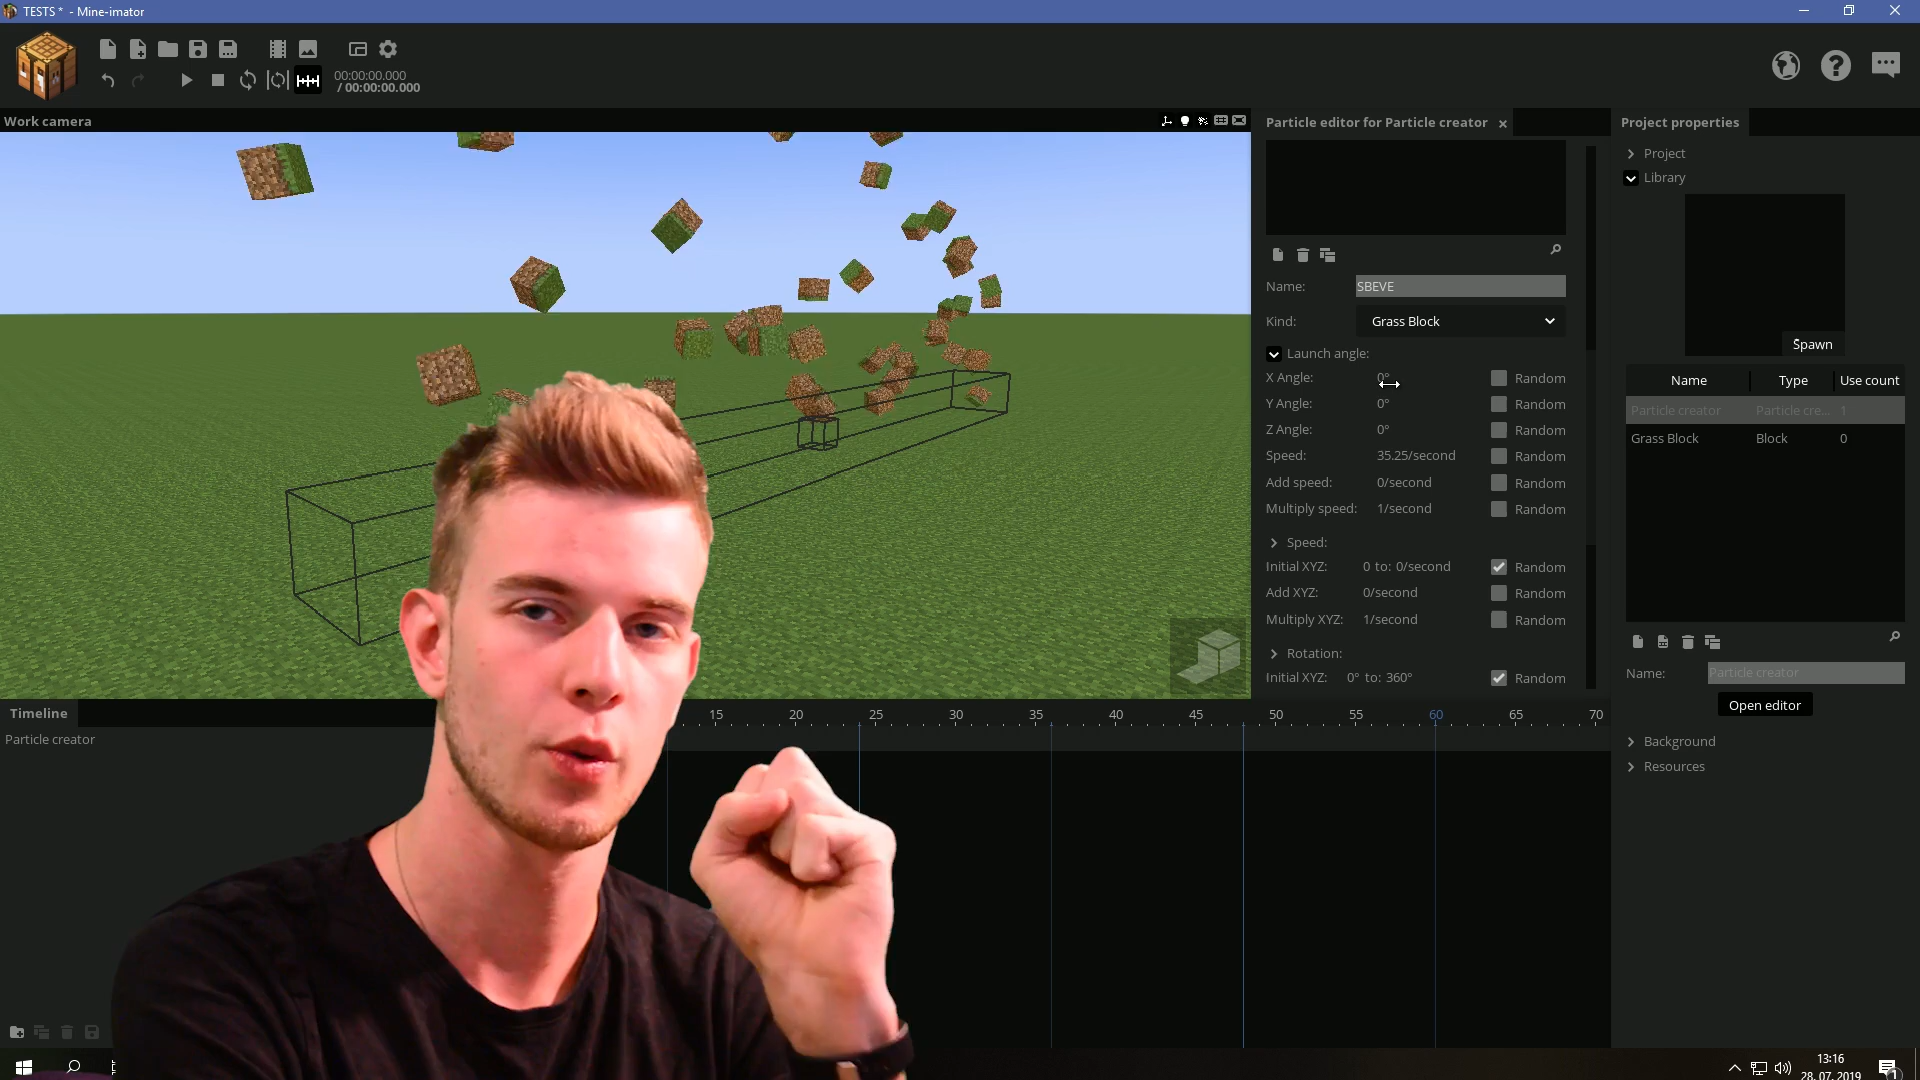 TESTS * - Mine-imator
00:00:00.000
/ 00:00:00.000
Work camera
Particle editor for Particle creator
Name: SBEVE
Kind: Grass Block
Launch angle:
X Angle: 0° Random
Y Angle: 0° Random
Z Angle: 0° Random
Speed: 35.25/second Random
Add speed: 0/second Random
Multiply speed: 1/second Random
Speed:
Initial XYZ: 0 to: 0/second Random
Add XYZ: 0/second Random
Multiply XYZ: 1/second Random
Rotation:
Initial XYZ: 0° to: 360° Random
Project properties
Project
Library
Spawn
Name Type Use count
Particle creator Particle cre... 1
Grass Block Block 0
Name: Particle creator
Open editor
Background
Resources
Timeline
15 20 25 30 35 40 45 50 55 60 65 70
Particle creator
13:16
28.07.2019
1